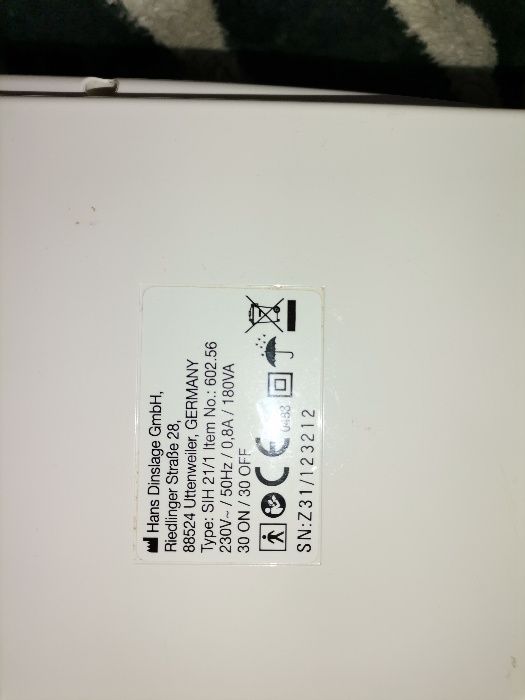 Hans Dinslage GmbH,
Riedlinger Straße 28,
88524 Uttenweiler, GERMANY
Type: SIH 21/1 Item No.: 602.56
230V~ / 50Hz / 0,8A / 180VA
30 ON / 30 OFF
CE 0483
SN:Z31/123212